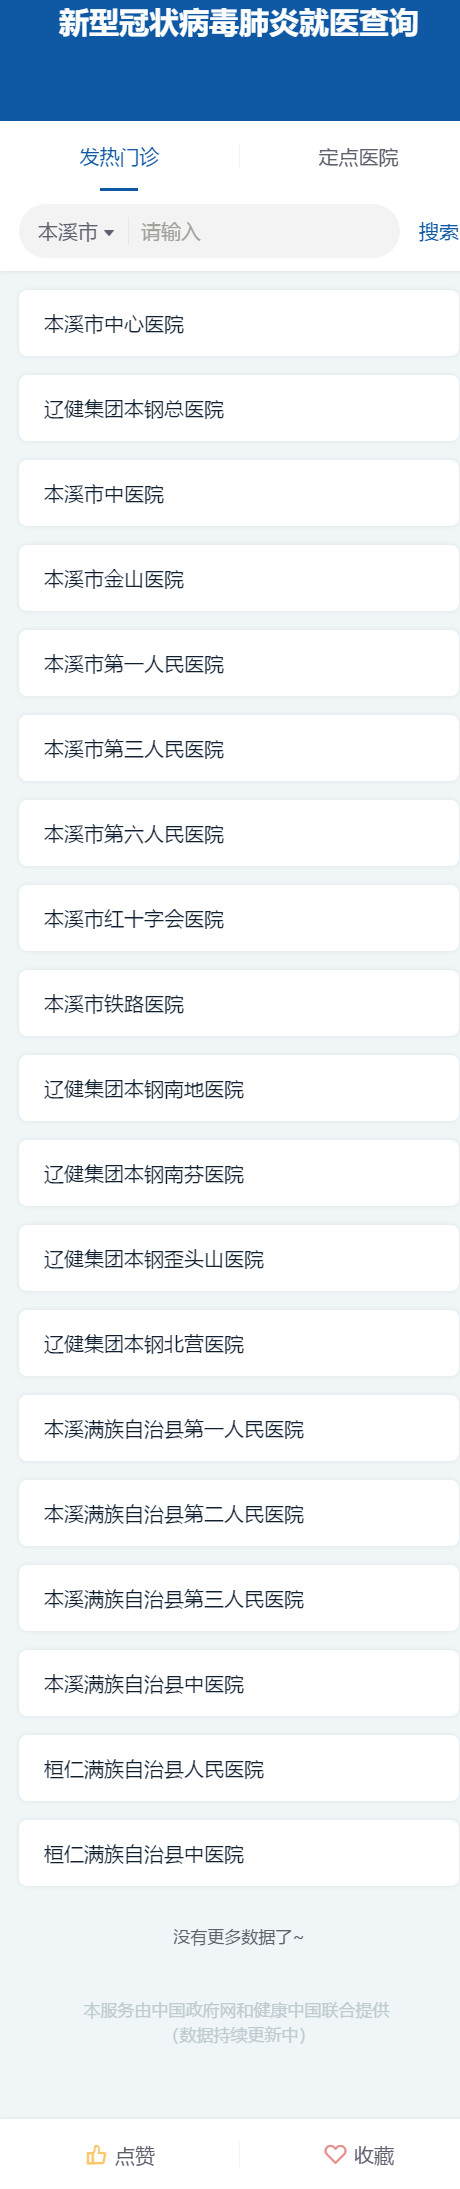 新型冠状病毒肺炎就医查询
发热门诊
定点医院
本溪市 请输入 搜索
本溪市中心医院
辽健集团本钢总医院
本溪市中医院
本溪市金山医院
本溪市第一人民医院
本溪市第三人民医院
本溪市第六人民医院
本溪市红十字会医院
本溪市铁路医院
辽健集团本钢南地医院
辽健集团本钢南芬医院
辽健集团本钢歪头山医院
辽健集团本钢北营医院
本溪满族自治县第一人民医院
本溪满族自治县第二人民医院
本溪满族自治县第三人民医院
本溪满族自治县中医院
桓仁满族自治县人民医院
桓仁满族自治县中医院
没有更多数据了~
本服务由中国政府网和健康中国联合提供
（数据持续更新中）
点赞
收藏